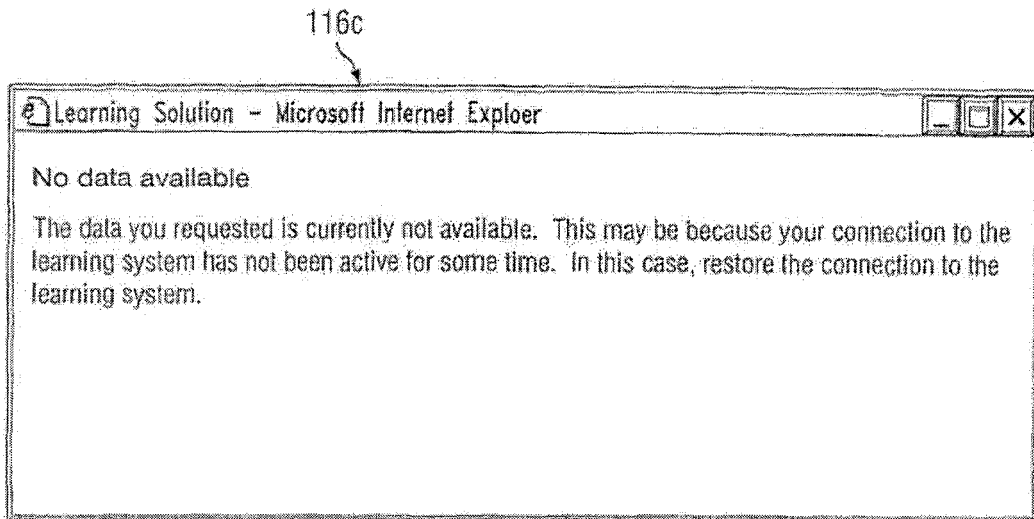 116c
Learning Solution - Microsoft Internet Exploer
No data available
The data you requested is currently not available. This may be because your connection to the
learning system has not been active for some time. In this case, restore the connection to the
learning system.